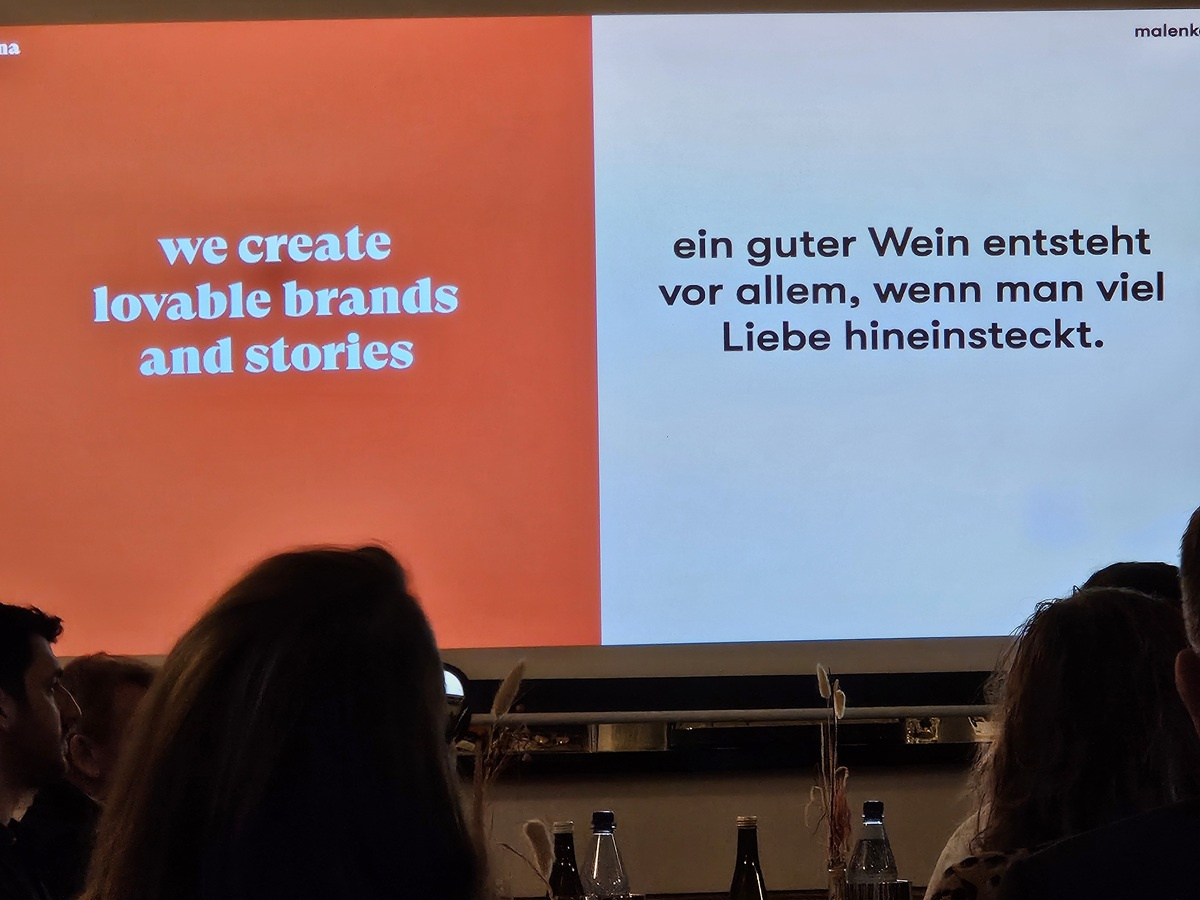 we create
lovable brands
and stories
ein guter Wein entsteht
vor allem, wenn man viel
Liebe hineinsteckt.